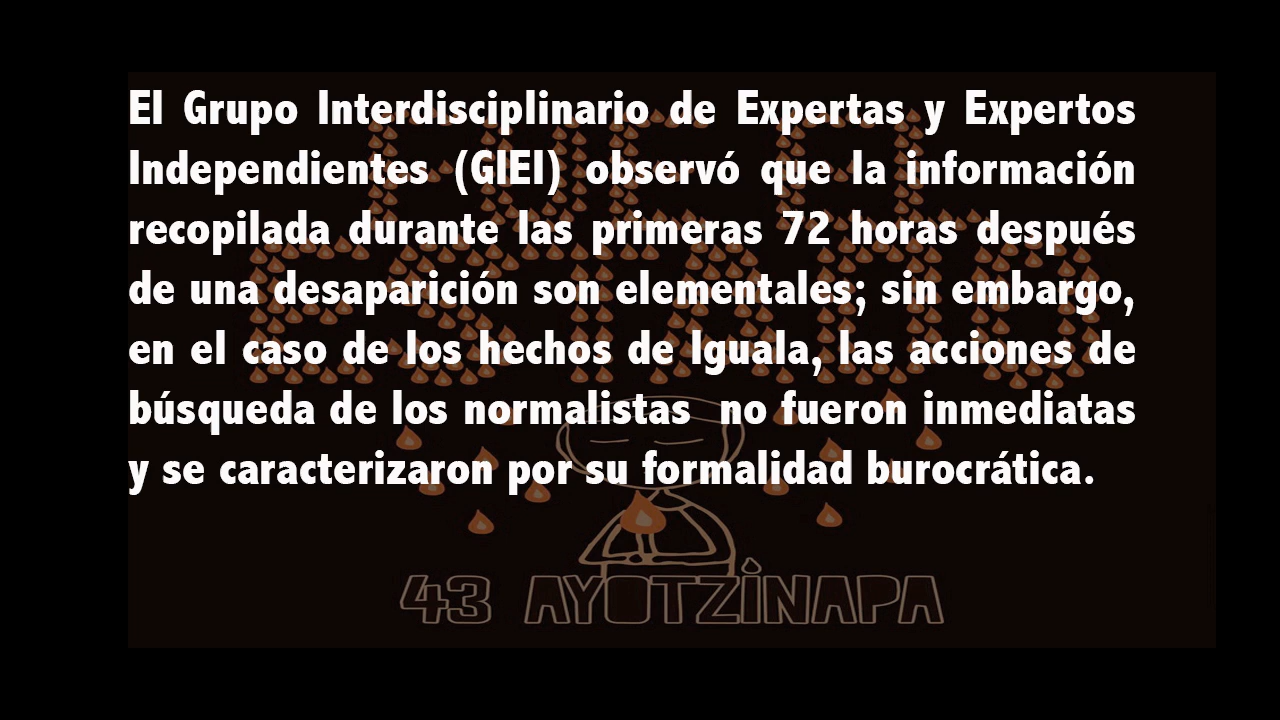 El Grupo Interdisciplinario de Expertas y Expertos
Independientes (GIEI) observó que la información
recopilada durante las primeras 72 horas después
de una desaparición son elementales; sin embargo,
en el caso de los hechos de Iguala, las acciones de
búsqueda de los normalistas no fueron inmediatas
y se caracterizaron por su formalidad burocrática.
FUE O
ESTADO
43 AYOTZINAPA